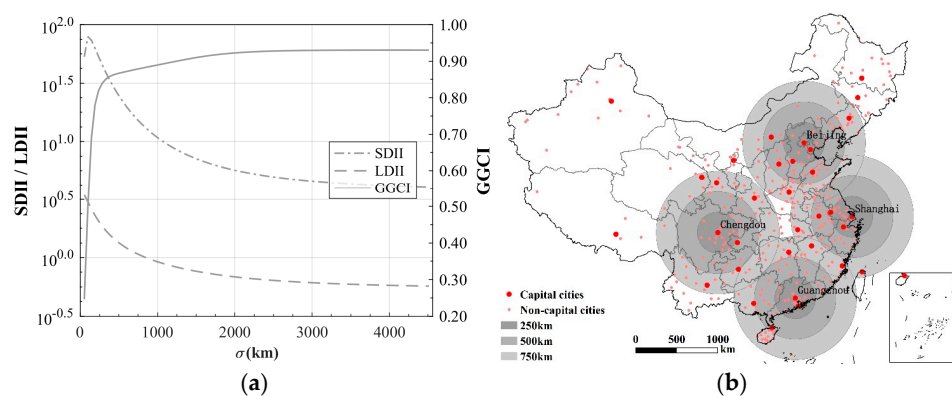 10^2.0
10^1.5
10^1.0
10^0.5
10^0.0
10^-0.5
SDII / LDII
1.00
0.90
0.80
0.70
0.60
0.50
0.40
0.30
0.20
GGCI
SDII
LDII
GGCI
0
1000
2000
3000
4000
σ(km)
(a)
Beijing
Shanghai
Chengdou
Guangzhou
Capital cities
Non-capital cities
250km
500km
750km
0 500 1000
km
(b)